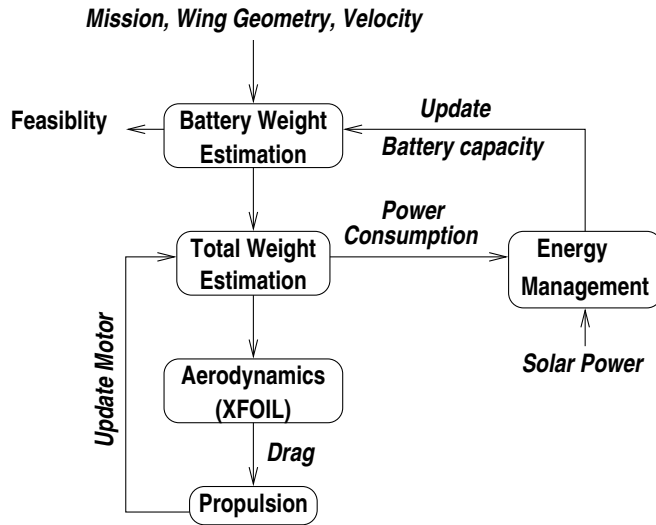 Mission, Wing Geometry, Velocity
Feasiblity
Battery Weight
Estimation
Update
Battery capacity
Total Weight
Estimation
Power
Consumption
Energy
Management
Solar Power
Update Motor
Aerodynamics
(XFOIL)
Drag
Propulsion